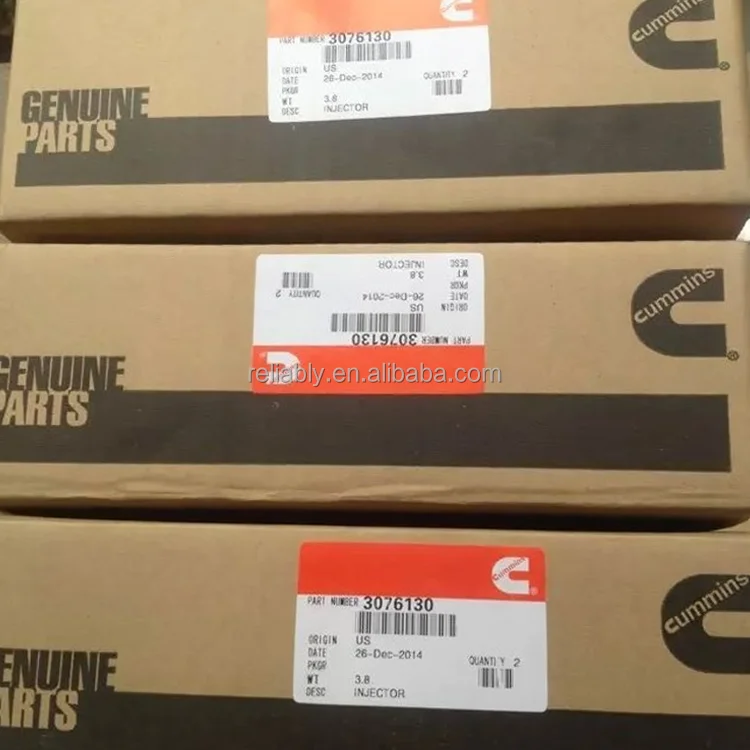 cummins
GENUINE
PARTS
PART NUMBER 3076130
ORIGIN US
DATE 26-Dec-2014
PKGR
QUANTITY 2
WT 3.8
DESC INJECTOR
cummins
GENUINE
PARTS
PART NUMBER 3076130
ORIGIN US
DATE 26-Dec-2014
PKGR
QUANTITY 2
WT 3.8
DESC INJECTOR
reliably.en.alibaba.com
cummins
cummins
ENUINE
ARTS
PART NUMBER 3076130
ORIGIN US
DATE 26-Dec-2014
PKGR
QUANTITY 2
WT 3.8
DESC INJECTOR